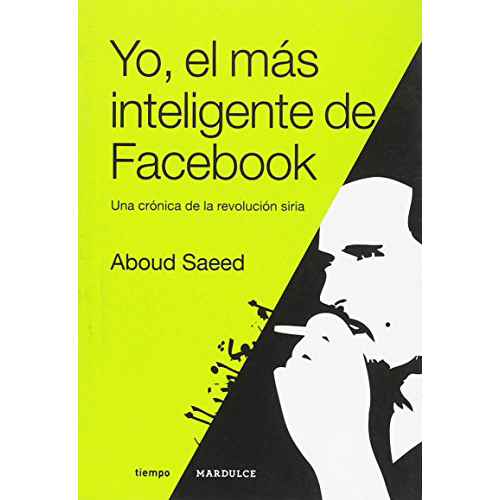 Yo, el más
inteligente de
Facebook
Una crónica de la revolución siria
Aboud Saeed
tiempo MARDULCE